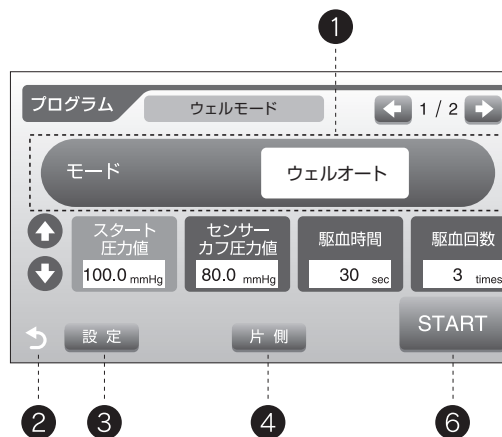 1
プログラム
ウェルモード
1 / 2
モード
ウェルオート
スタート
圧力値
100.0 mmHg
センサー
カフ圧力値
80.0 mmHg
駆血時間
30 sec
駆血回数
3 times
設 定
片 側
START
2
3
4
6